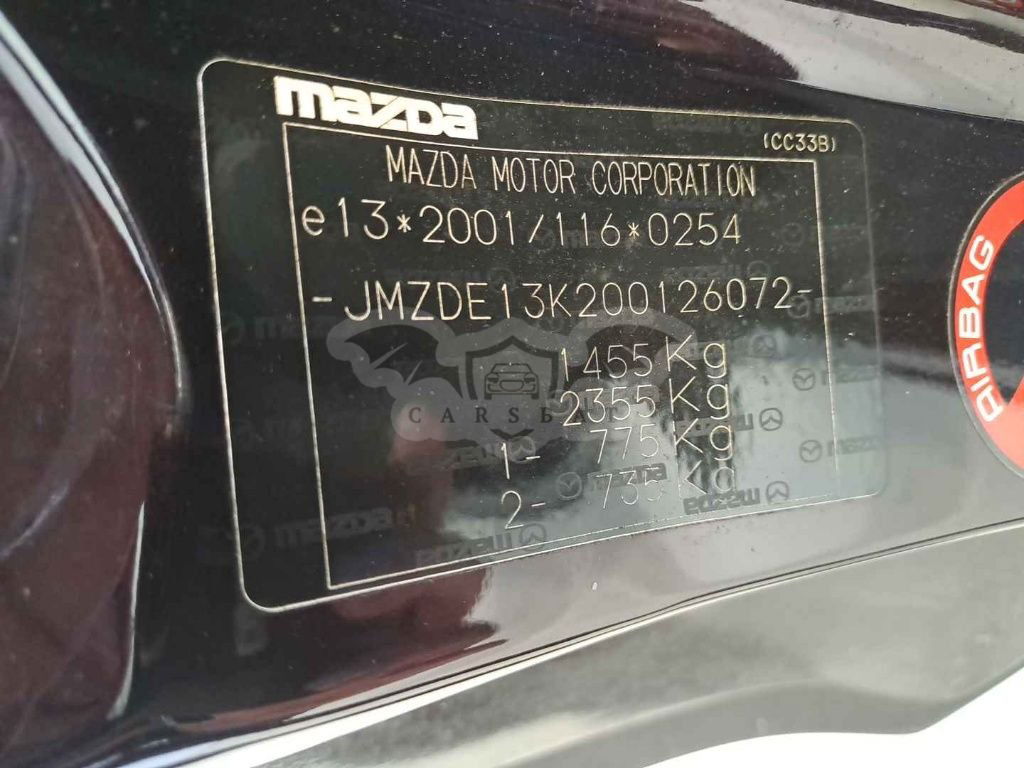 mazda
(CC33B)
MAZDA MOTOR CORPORATION
e13*2001/116*0254
-JMZDE13K200126072-
1455 Kg
2355 Kg
1- 775 Kg
2- Kg
AIRBAG